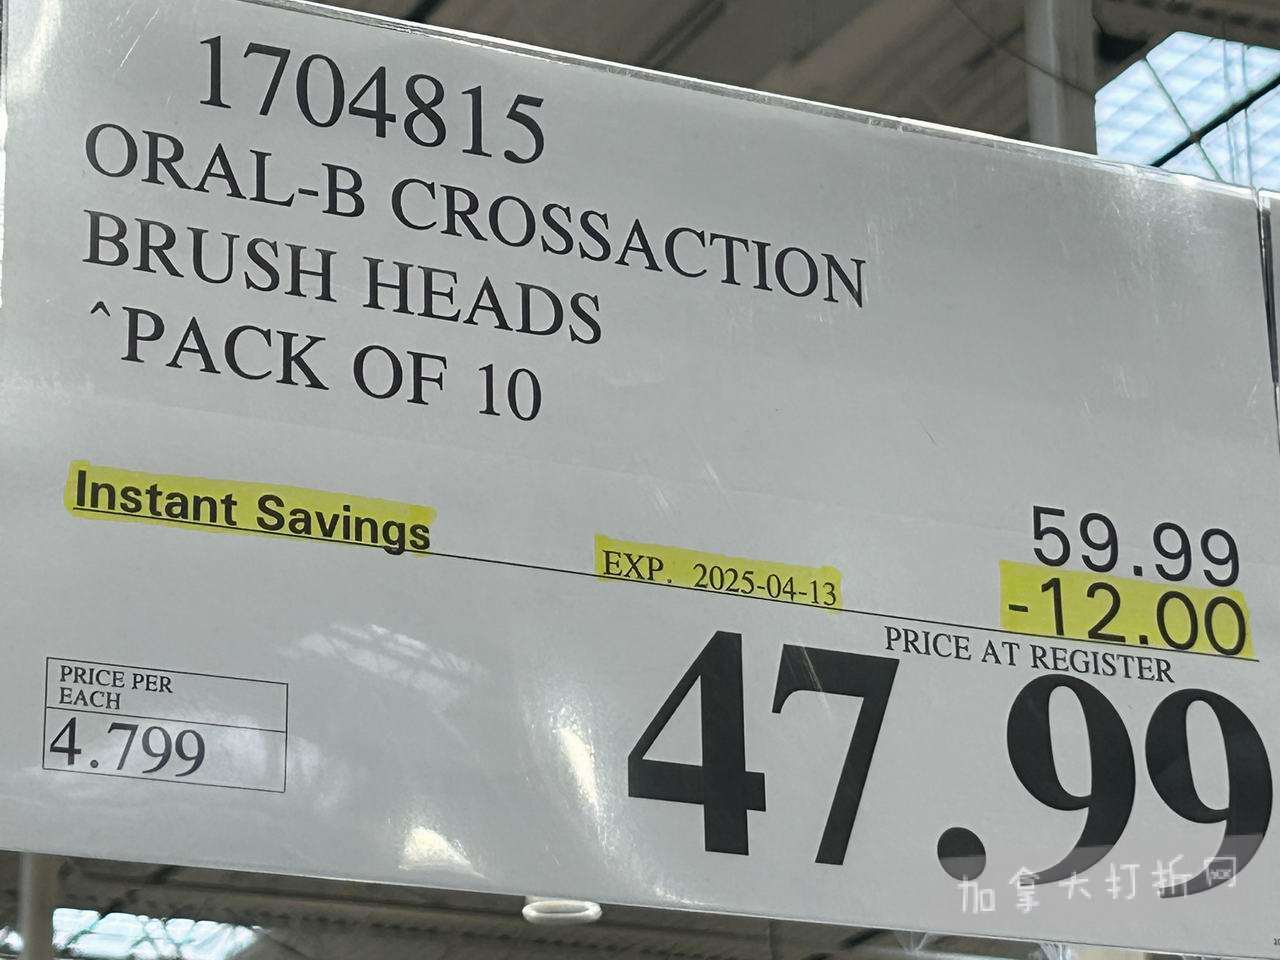 1704815
ORAL-B CROSSACTION
BRUSH HEADS
^PACK OF 10
Instant Savings
EXP. 2025-04-13
59.99
-12.00
PRICE AT REGISTER
47.99
PRICE PER
EACH
4.799
加拿大打折网